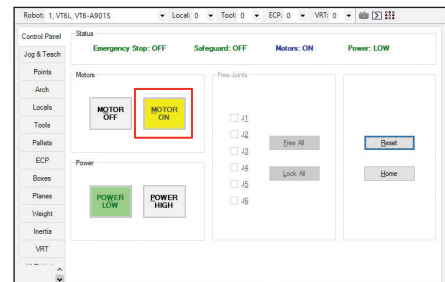 Robot: 1, VT6L, VT6-A901S Local: 0 Tool: 0 ECP: 0 VRT: 0
Control Panel
Jog & Teach
Points
Arch
Locals
Tools
Pallets
ECP
Boxes
Planes
Weight
Inertia
VRT
Status
Emergency Stop: OFF Safeguard: OFF Motors: ON Power: LOW
Motors
MOTOR OFF
MOTOR ON
Power
POWER LOW
POWER HIGH
Free Joints
J1
J2
J3
J4
J5
J6
Free All
Lock All
Reset
Home